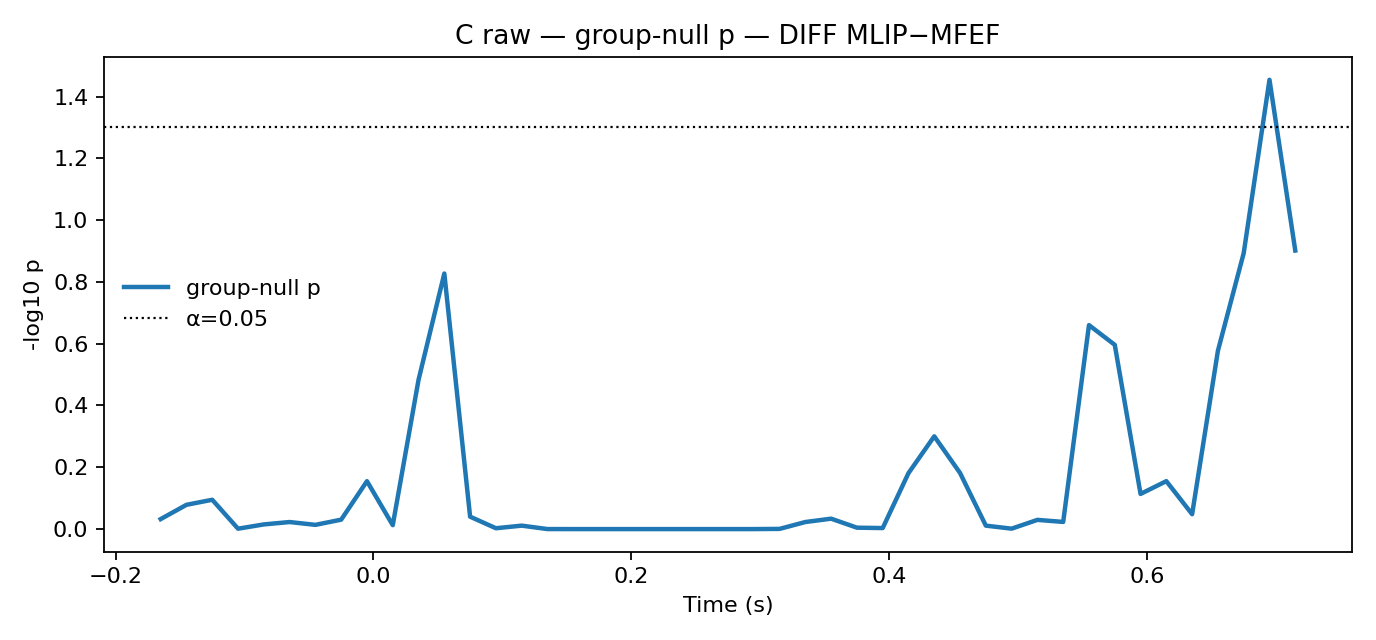 C raw — group-null p — DIFF MLIP−MFEF
1.4
1.2
1.0
0.8
0.6
0.4
0.2
0.0
-log10 p
group-null p
α=0.05
−0.2 0.0 0.2 0.4 0.6
Time (s)